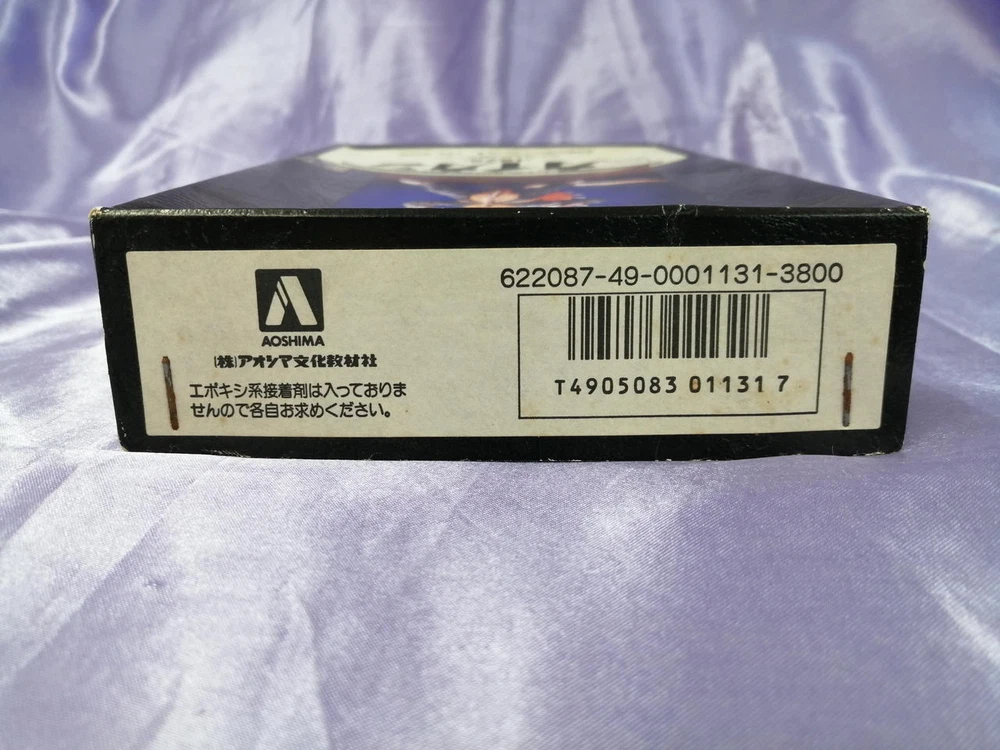 AOSHIMA
(株)アオシマ文化教材社
エポキシ系接着剤は入っておりま
せんので各自お求めください。
622087-49-0001131-3800
T4905083 01131 7